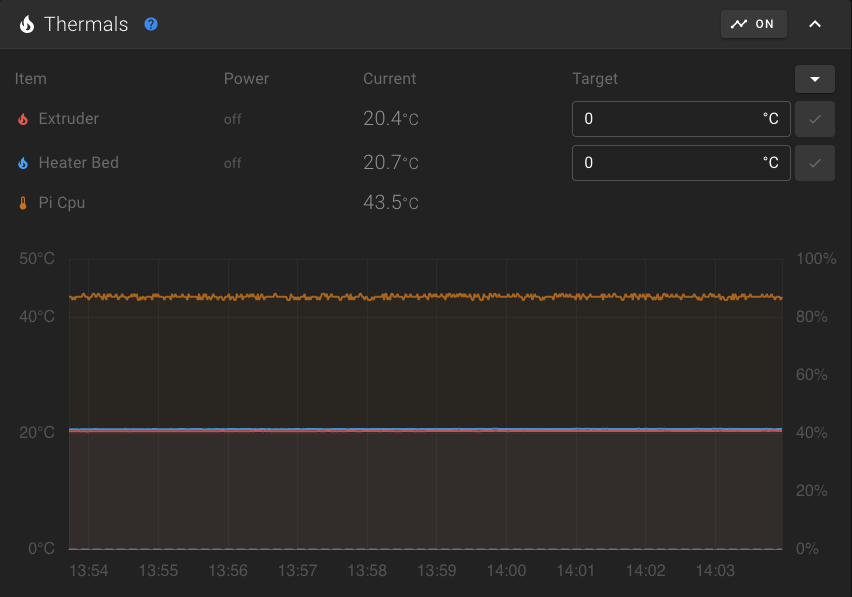 Thermals ?
ON
Item Power Current Target
Extruder off 20.4°C 0 °C
Heater Bed off 20.7°C 0 °C
Pi Cpu 43.5°C
50°C 100%
40°C 80%
60%
20°C 40%
20%
0°C 0%
13:54 13:55 13:56 13:57 13:58 13:59 14:00 14:01 14:02 14:03